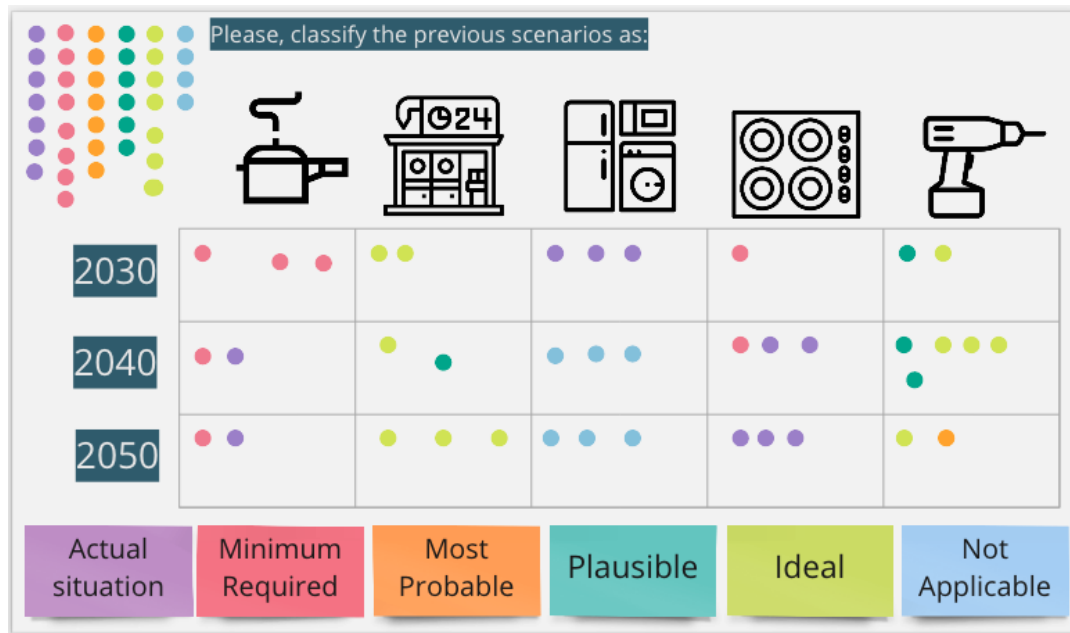 Please, classify the previous scenarios as:
24
2030
2040
2050
Actual
situation
Minimum
Required
Most
Probable
Plausible
Ideal
Not
Applicable